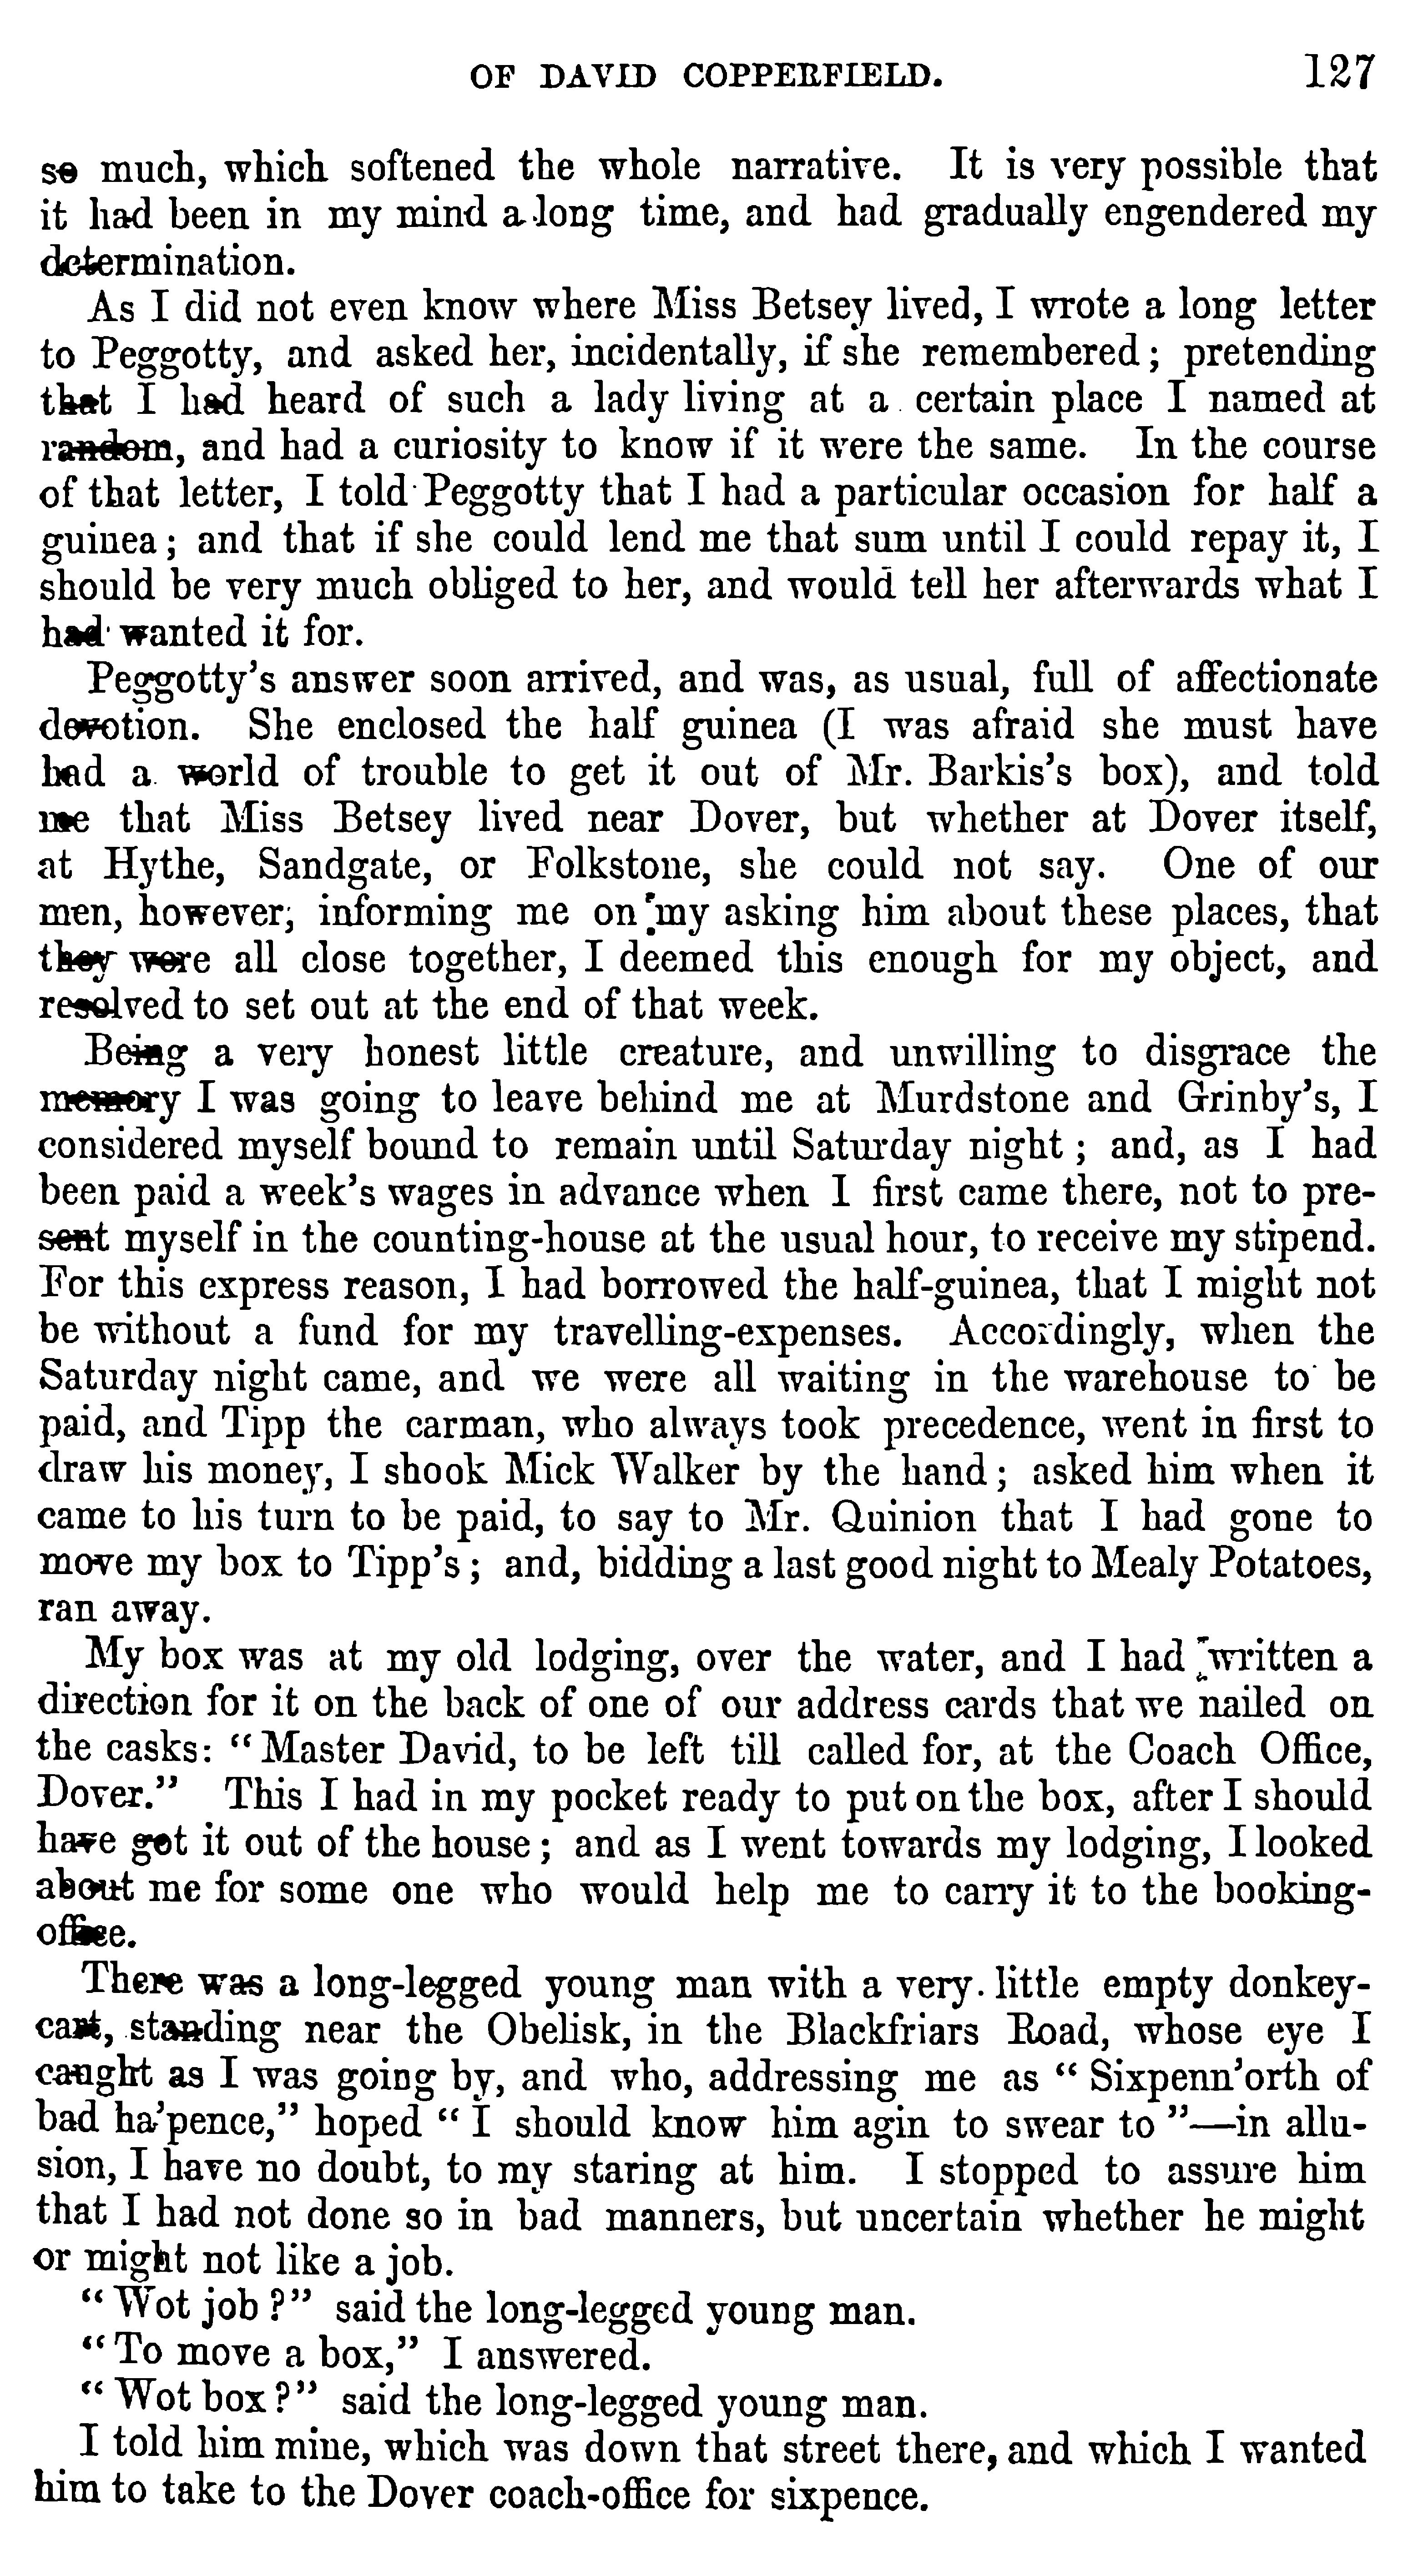 OF DAVID COPPERFIELD. 127
so much, which softened the whole narrative. It is very possible that
it had been in my mind a long time, and had gradually engendered my
determination.
As I did not even know where Miss Betsey lived, I wrote a long letter
to Peggotty, and asked her, incidentally, if she remembered; pretending
that I had heard of such a lady living at a certain place I named at
random, and had a curiosity to know if it were the same. In the course
of that letter, I told Peggotty that I had a particular occasion for half a
guinea; and that if she could lend me that sum until I could repay it, I
should be very much obliged to her, and would tell her afterwards what I
had wanted it for.
Peggotty's answer soon arrived, and was, as usual, full of affectionate
devotion. She enclosed the half guinea (I was afraid she must have
had a world of trouble to get it out of Mr. Barkis's box), and told
me that Miss Betsey lived near Dover, but whether at Dover itself,
at Hythe, Sandgate, or Folkstone, she could not say. One of our
men, however, informing me on my asking him about these places, that
they were all close together, I deemed this enough for my object, and
resolved to set out at the end of that week.
Being a very honest little creature, and unwilling to disgrace the
memory I was going to leave behind me at Murdstone and Grinby's, I
considered myself bound to remain until Saturday night; and, as I had
been paid a week's wages in advance when I first came there, not to pre-
sent myself in the counting-house at the usual hour, to receive my stipend.
For this express reason, I had borrowed the half-guinea, that I might not
be without a fund for my travelling-expenses. Accordingly, when the
Saturday night came, and we were all waiting in the warehouse to be
paid, and Tipp the carman, who always took precedence, went in first to
draw his money, I shook Mick Walker by the hand; asked him when it
came to his turn to be paid, to say to Mr. Quinion that I had gone to
move my box to Tipp's; and, bidding a last good night to Mealy Potatoes,
ran away.
My box was at my old lodging, over the water, and I had written a
direction for it on the back of one of our address cards that we nailed on
the casks: "Master David, to be left till called for, at the Coach Office,
Dover." This I had in my pocket ready to put on the box, after I should
have got it out of the house; and as I went towards my lodging, I looked
about me for some one who would help me to carry it to the booking-
office.
There was a long-legged young man with a very little empty donkey-
cart, standing near the Obelisk, in the Blackfriars Road, whose eye I
caught as I was going by, and who, addressing me as "Sixpenn'orth of
bad ha'pence," hoped "I should know him agin to swear to"—in allu-
sion, I have no doubt, to my staring at him. I stopped to assure him
that I had not done so in bad manners, but uncertain whether he might
or might not like a job.
"Wot job?" said the long-legged young man.
"To move a box," I answered.
"Wot box?" said the long-legged young man.
I told him mine, which was down that street there, and which I wanted
him to take to the Dover coach-office for sixpence.